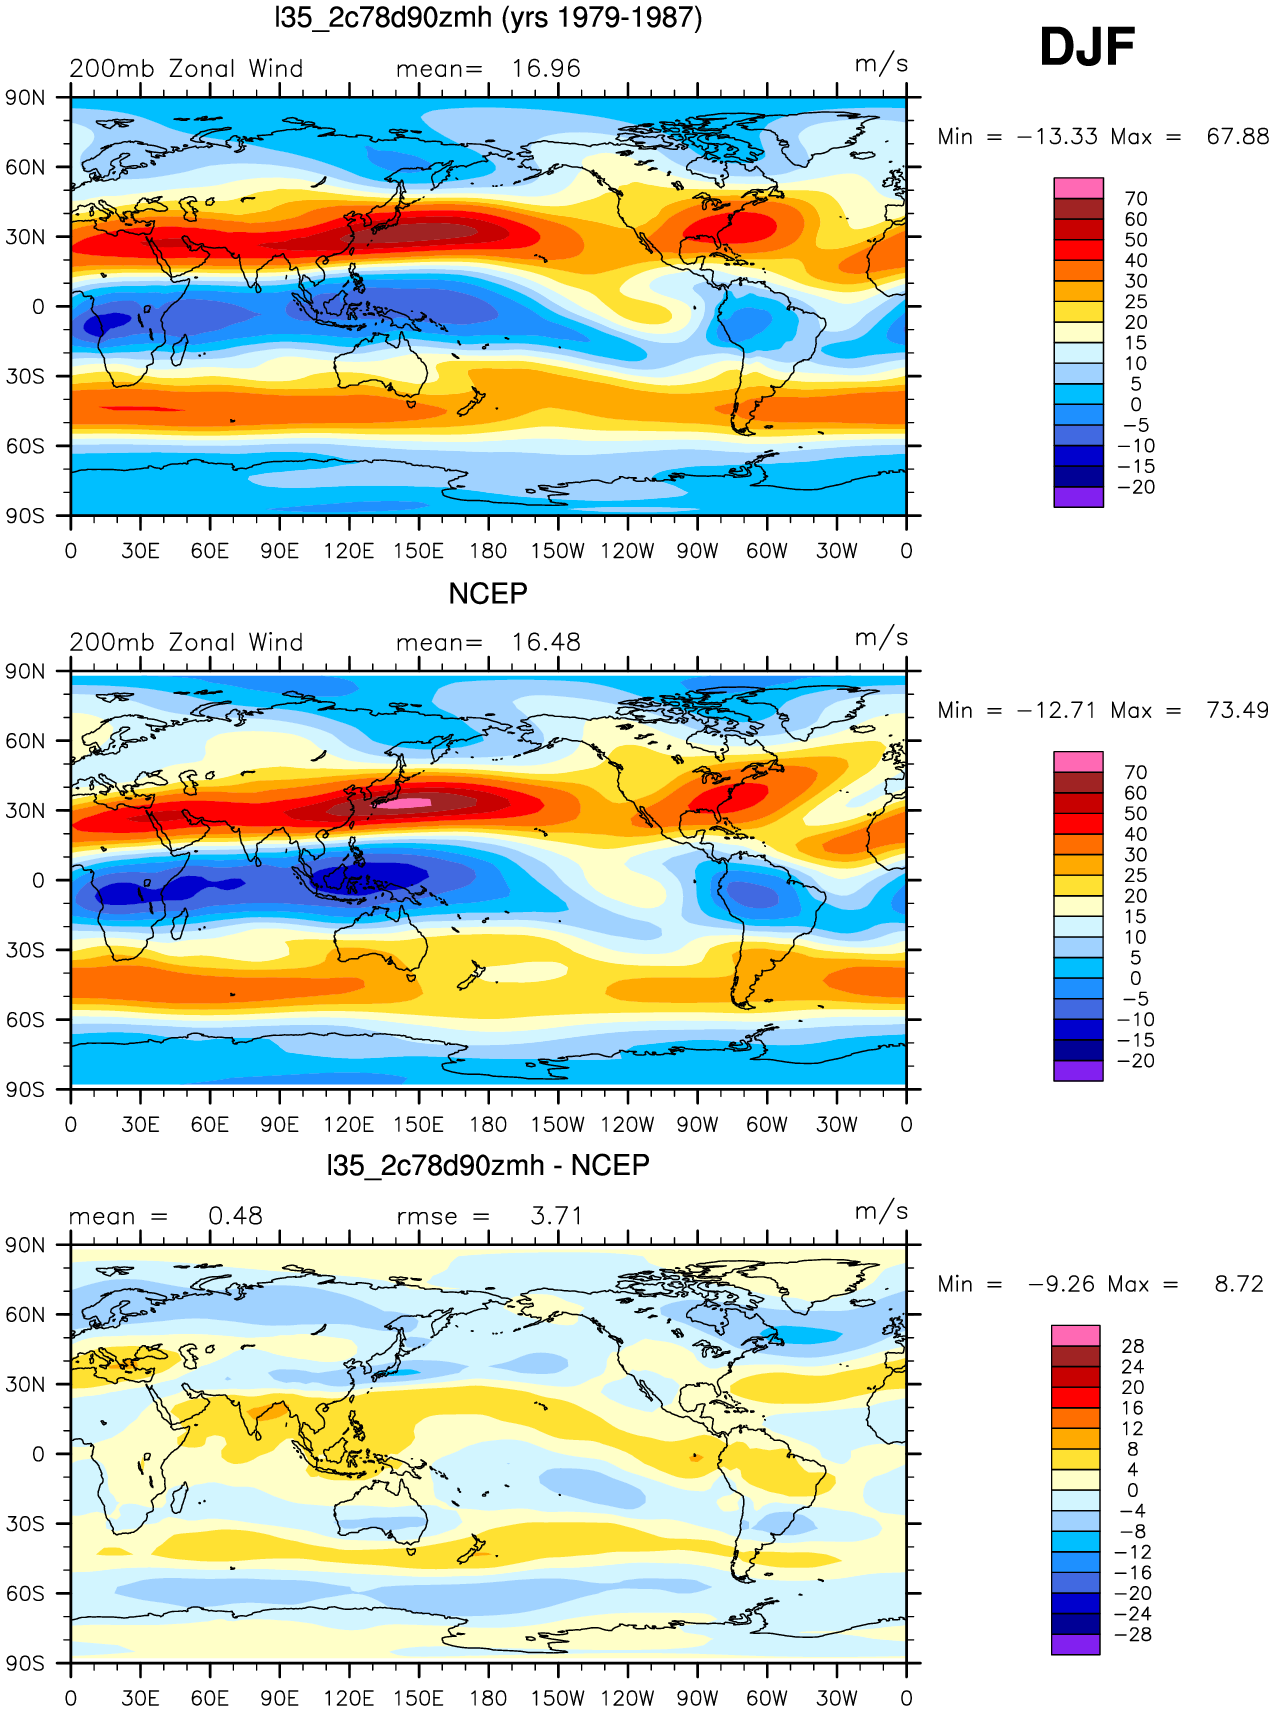 l35_2c78d90zmh (yrs 1979-1987)
DJF
200mb Zonal Wind mean= 16.96 m/s
Min = -13.33 Max = 67.88
90N
60N
30N
0
30S
60S
90S
0 30E 60E 90E 120E 150E 180 150W 120W 90W 60W 30W 0
70
60
50
40
30
25
20
15
10
5
0
-5
-10
-15
-20
NCEP
200mb Zonal Wind mean= 16.48 m/s
Min = -12.71 Max = 73.49
90N
60N
30N
0
30S
60S
90S
0 30E 60E 90E 120E 150E 180 150W 120W 90W 60W 30W 0
70
60
50
40
30
25
20
15
10
5
0
-5
-10
-15
-20
l35_2c78d90zmh - NCEP
mean = 0.48 rmse = 3.71 m/s
Min = -9.26 Max = 8.72
90N
60N
30N
0
30S
60S
90S
0 30E 60E 90E 120E 150E 180 150W 120W 90W 60W 30W 0
28
24
20
16
12
8
4
0
-4
-8
-12
-16
-20
-24
-28